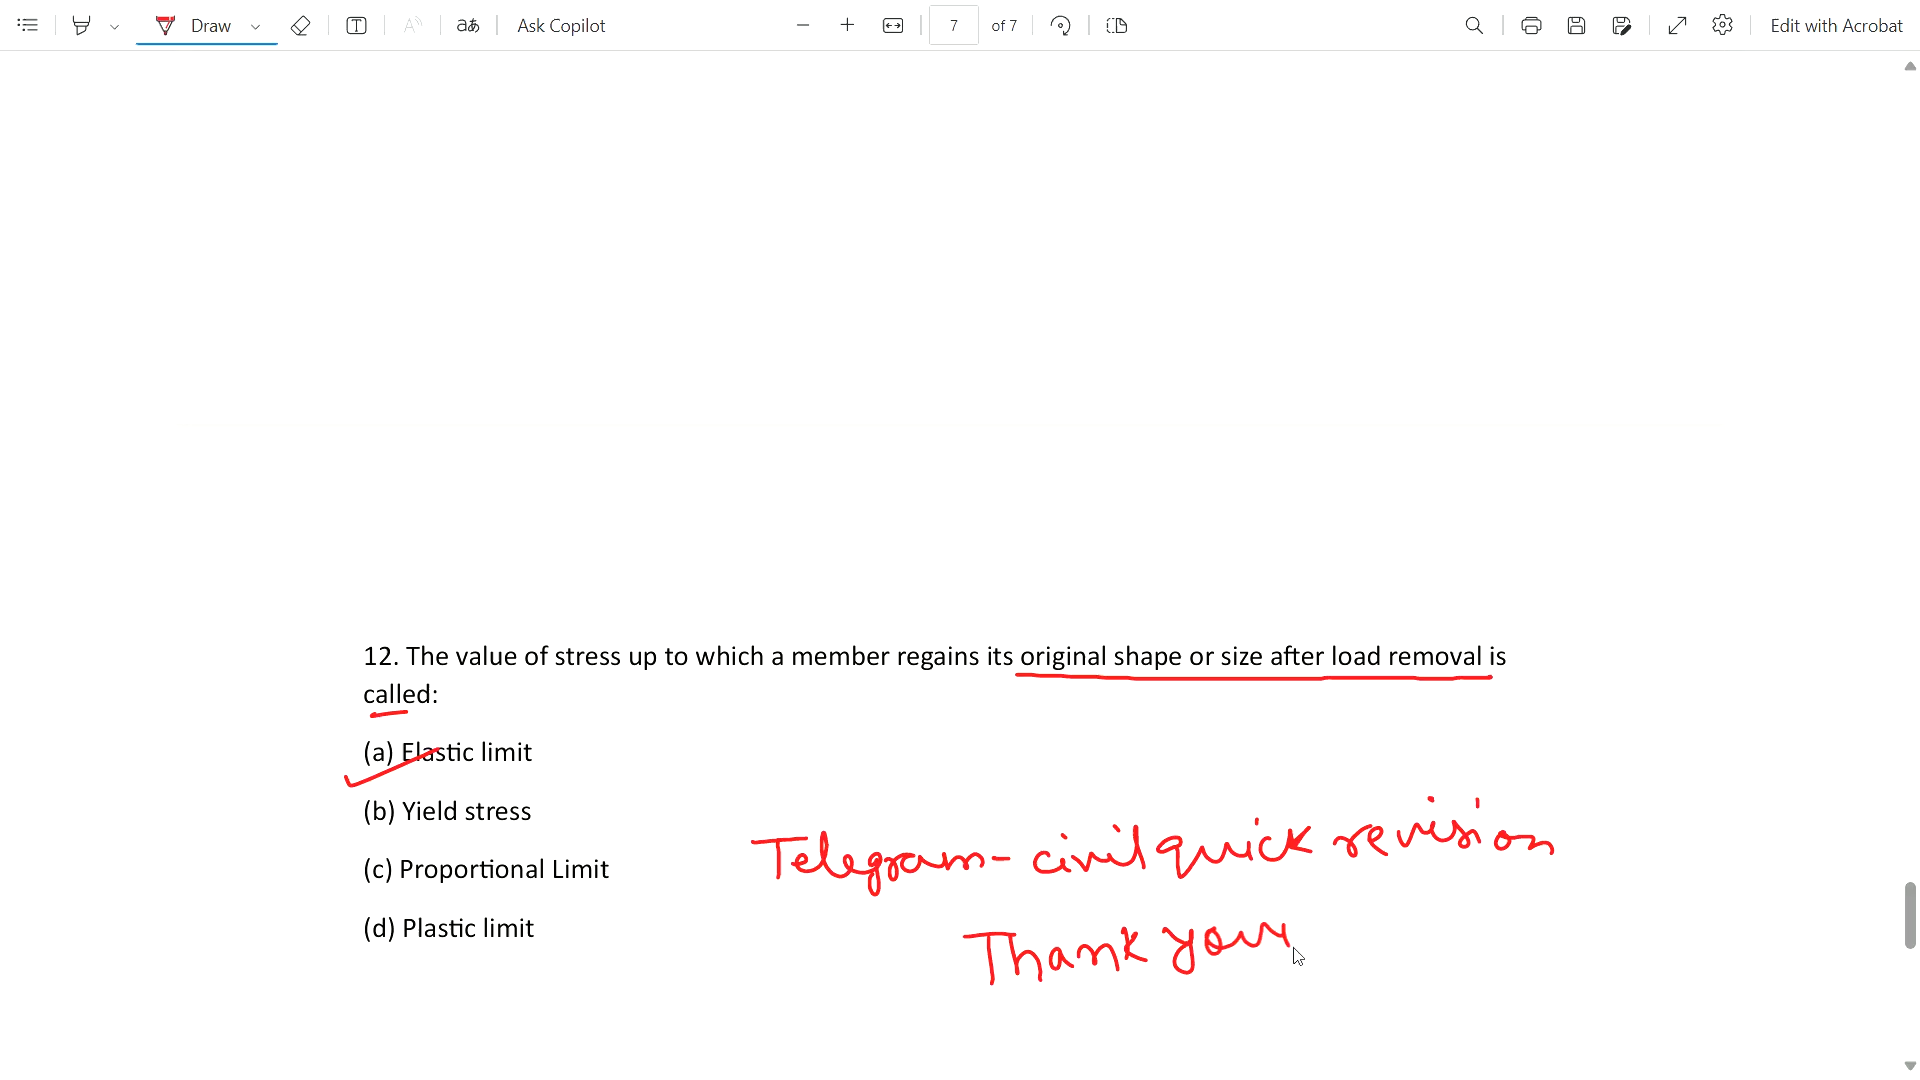 Draw
aあ
Ask Copilot
7 of 7
Edit with Acrobat
12. The value of stress up to which a member regains its original shape or size after load removal is
called:
(a) Elastic limit
(b) Yield stress
(c) Proportional Limit
(d) Plastic limit
Telegram - civil quick revision
Thank you